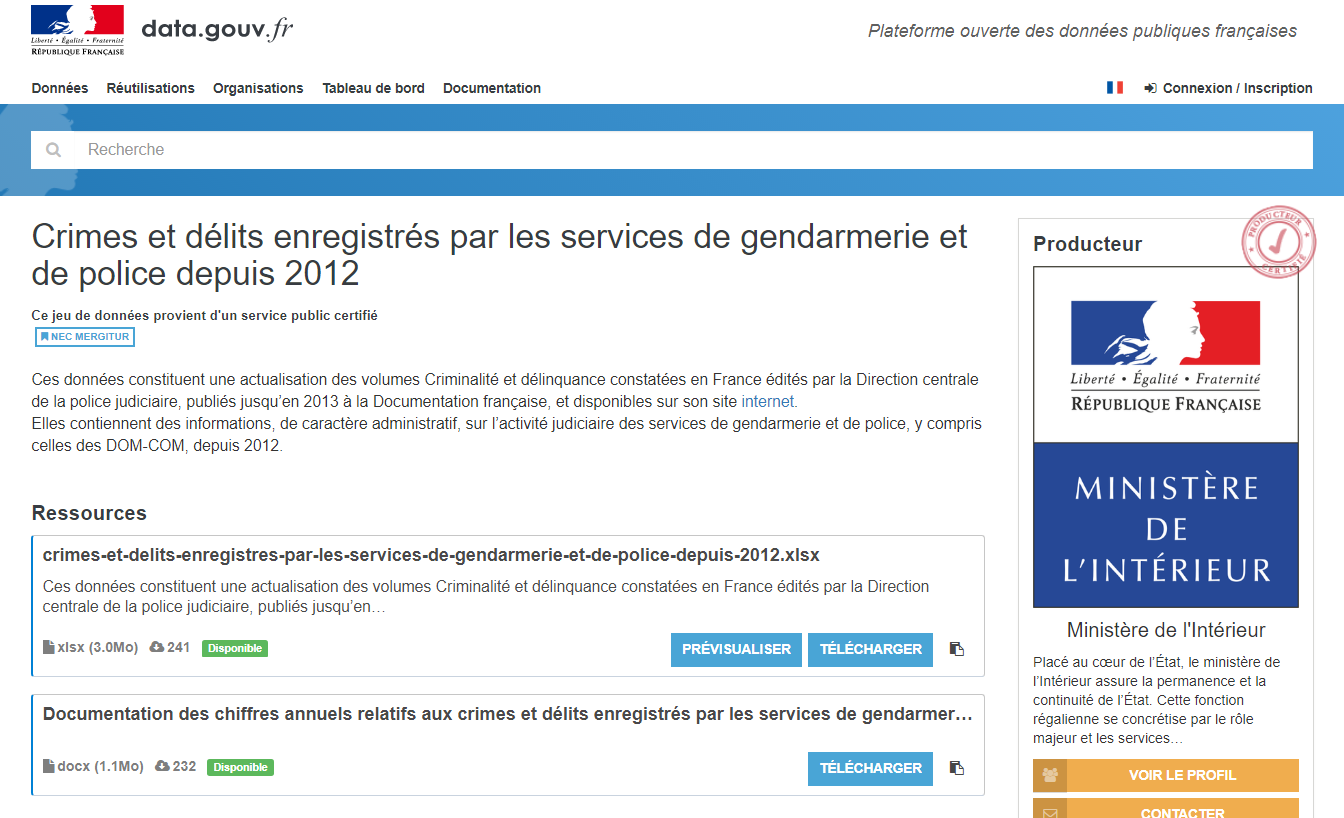 Liberté • Égalité • Fraternité
RÉPUBLIQUE FRANÇAISE
data.gouv.fr
Plateforme ouverte des données publiques françaises
Données Réutilisations Organisations Tableau de bord Documentation
Connexion / Inscription
Recherche
Crimes et délits enregistrés par les services de gendarmerie et
de police depuis 2012
Ce jeu de données provient d'un service public certifié
NEC MERGITUR
Ces données constituent une actualisation des volumes Criminalité et délinquance constatées en France édités par la Direction centrale
de la police judiciaire, publiés jusqu’en 2013 à la Documentation française, et disponibles sur son site internet.
Elles contiennent des informations, de caractère administratif, sur l’activité judiciaire des services de gendarmerie et de police, y compris
celles des DOM-COM, depuis 2012.
Ressources
crimes-et-delits-enregistres-par-les-services-de-gendarmerie-et-de-police-depuis-2012.xlsx
Ces données constituent une actualisation des volumes Criminalité et délinquance constatées en France édités par la Direction
centrale de la police judiciaire, publiés jusqu’en…
xlsx (3.0Mo) 241 Disponible
PRÉVISUALISER TÉLÉCHARGER
Documentation des chiffres annuels relatifs aux crimes et délits enregistrés par les services de gendarmer…
docx (1.1Mo) 232 Disponible
TÉLÉCHARGER
Producteur
PRODUCTEUR
CERTIFIÉ
Liberté • Égalité • Fraternité
RÉPUBLIQUE FRANÇAISE
MINISTÈRE
DE
L’INTÉRIEUR
Ministère de l'Intérieur
Placé au cœur de l’État, le ministère de
l’Intérieur assure la permanence et la
continuité de l’État. Cette fonction
régalienne se concrétise par le rôle
majeur et les services…
VOIR LE PROFIL
CONTACTER